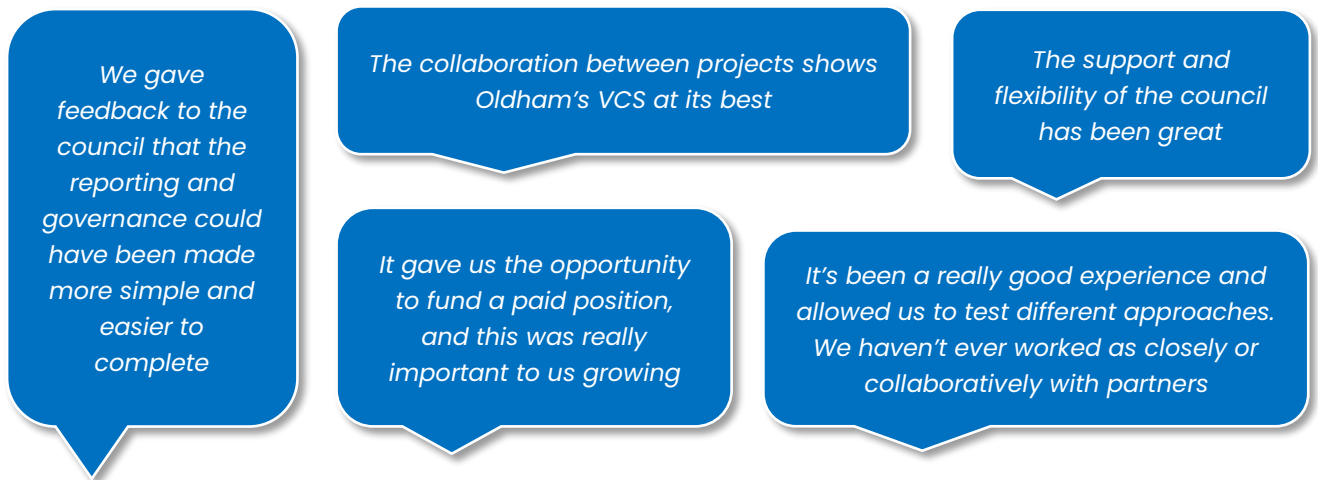 We gave
feedback to the
council that the
reporting and
governance could
have been made
more simple and
easier to
complete
The collaboration between projects shows
Oldham’s VCS at its best
The support and
flexibility of the council
has been great
It gave us the opportunity
to fund a paid position,
and this was really
important to us growing
It’s been a really good experience and
allowed us to test different approaches.
We haven’t ever worked as closely or
collaboratively with partners